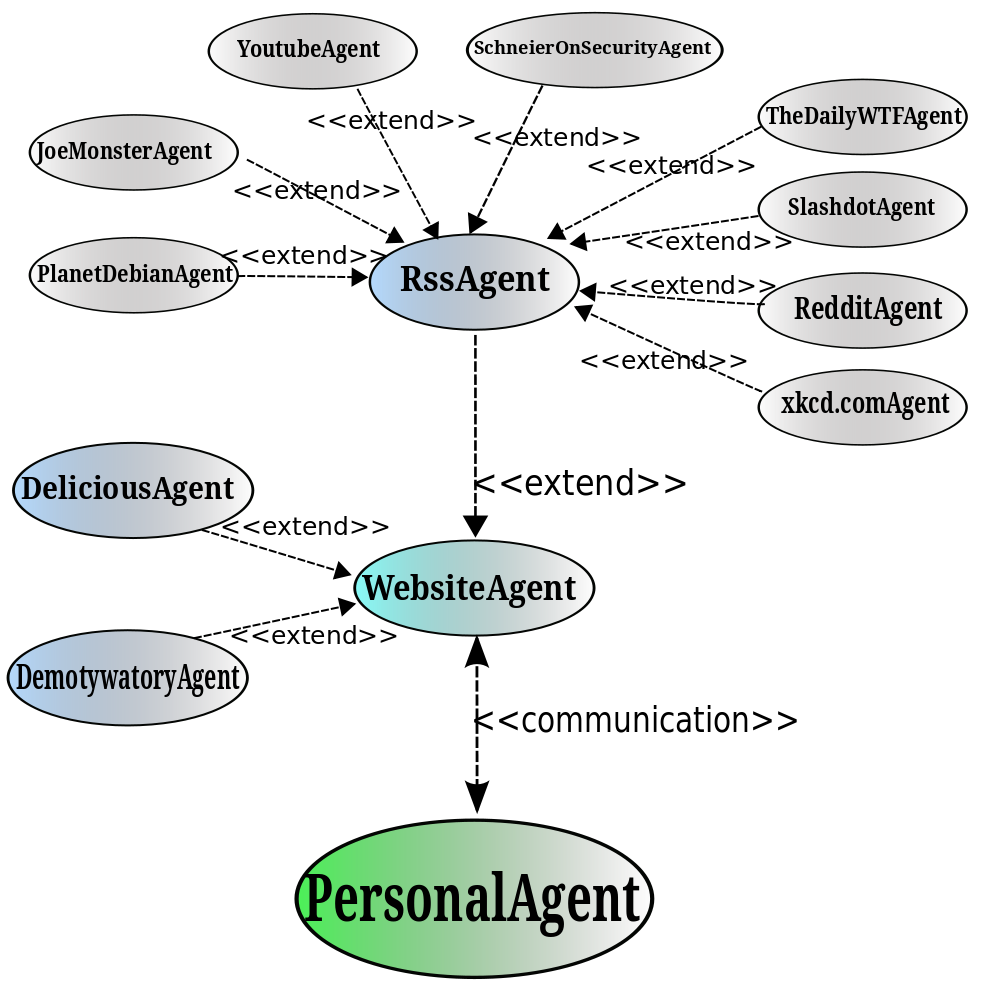 YoutubeAgent
SchneierOnSecurityAgent
<<extend>>
<<extend>>
TheDailyWTFAgent
JoeMonsterAgent
<<extend>>
<<extend>>
SlashdotAgent
<<extend>>
<<extend>>
PlanetDebianAgent
RssAgent
<<extend>>
RedditAgent
<<extend>>
xkcd.comAgent
<<extend>>
DeliciousAgent
<<extend>>
WebsiteAgent
<<extend>>
DemotywatoryAgent
<<communication>>
PersonalAgent